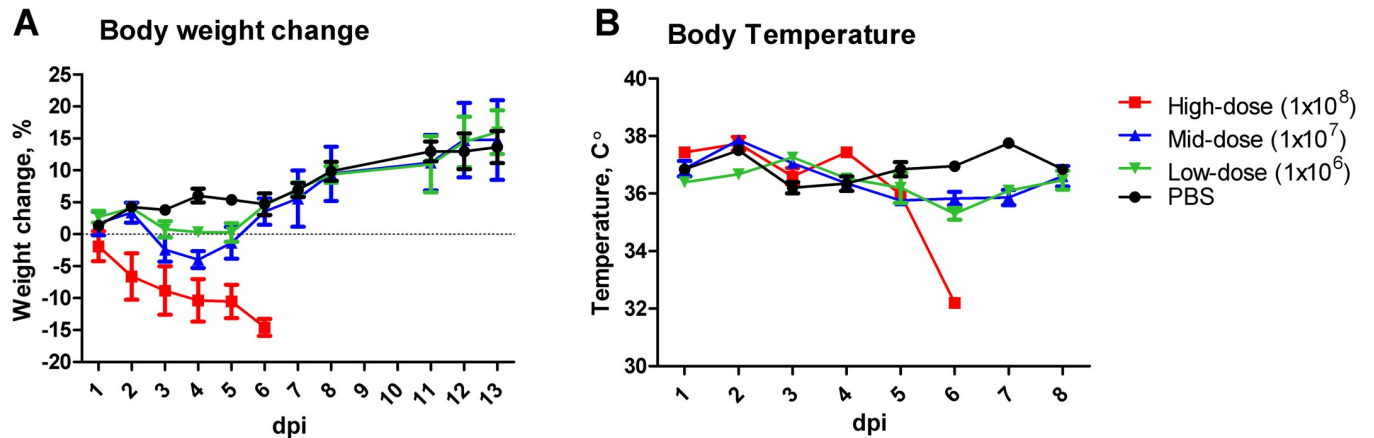 A
Body weight change
Weight change, %
25
20
15
10
5
0
-5
-10
-15
-20
1 2 3 4 5 6 7 8 9 10 11 12 13
dpi
B
Body Temperature
Temperature, C°
40
38
36
34
32
30
1 2 3 4 5 6 7 8
dpi
High-dose (1x10⁸)
Mid-dose (1x10⁷)
Low-dose (1x10⁶)
PBS